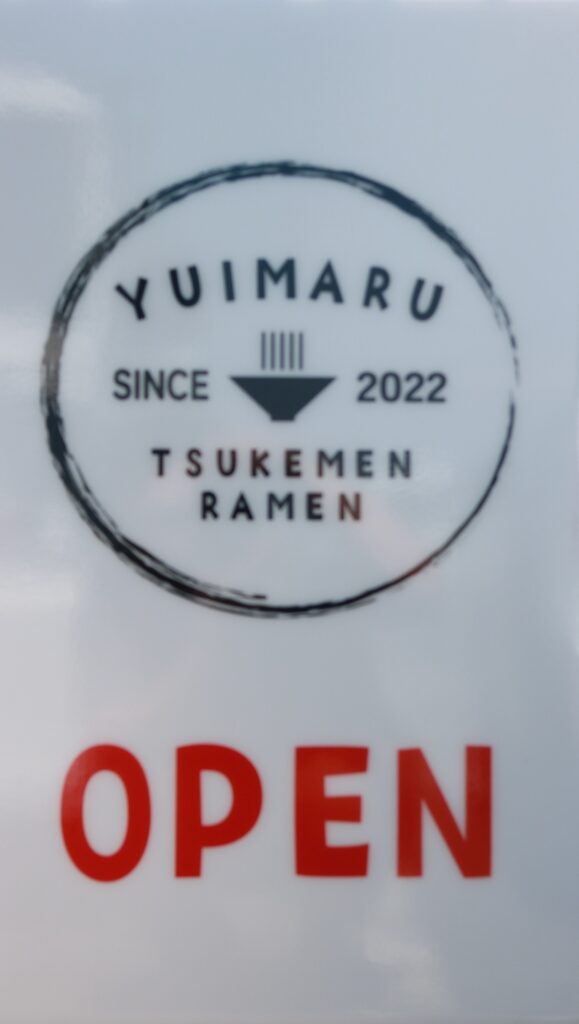 YUIMARU
SINCE 2022
TSUKEMEN
RAMEN
OPEN